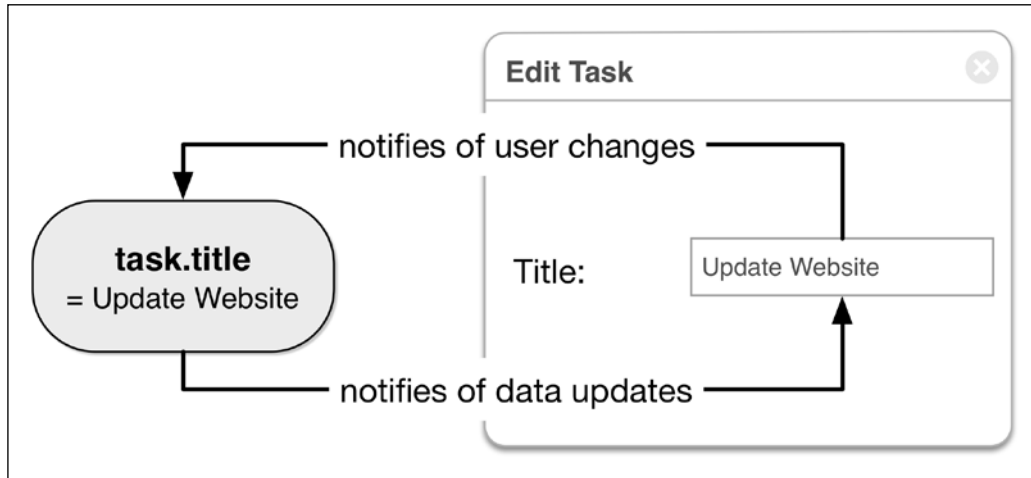 Edit Task
notifies of user changes
task.title
= Update Website
Title:
Update Website
notifies of data updates